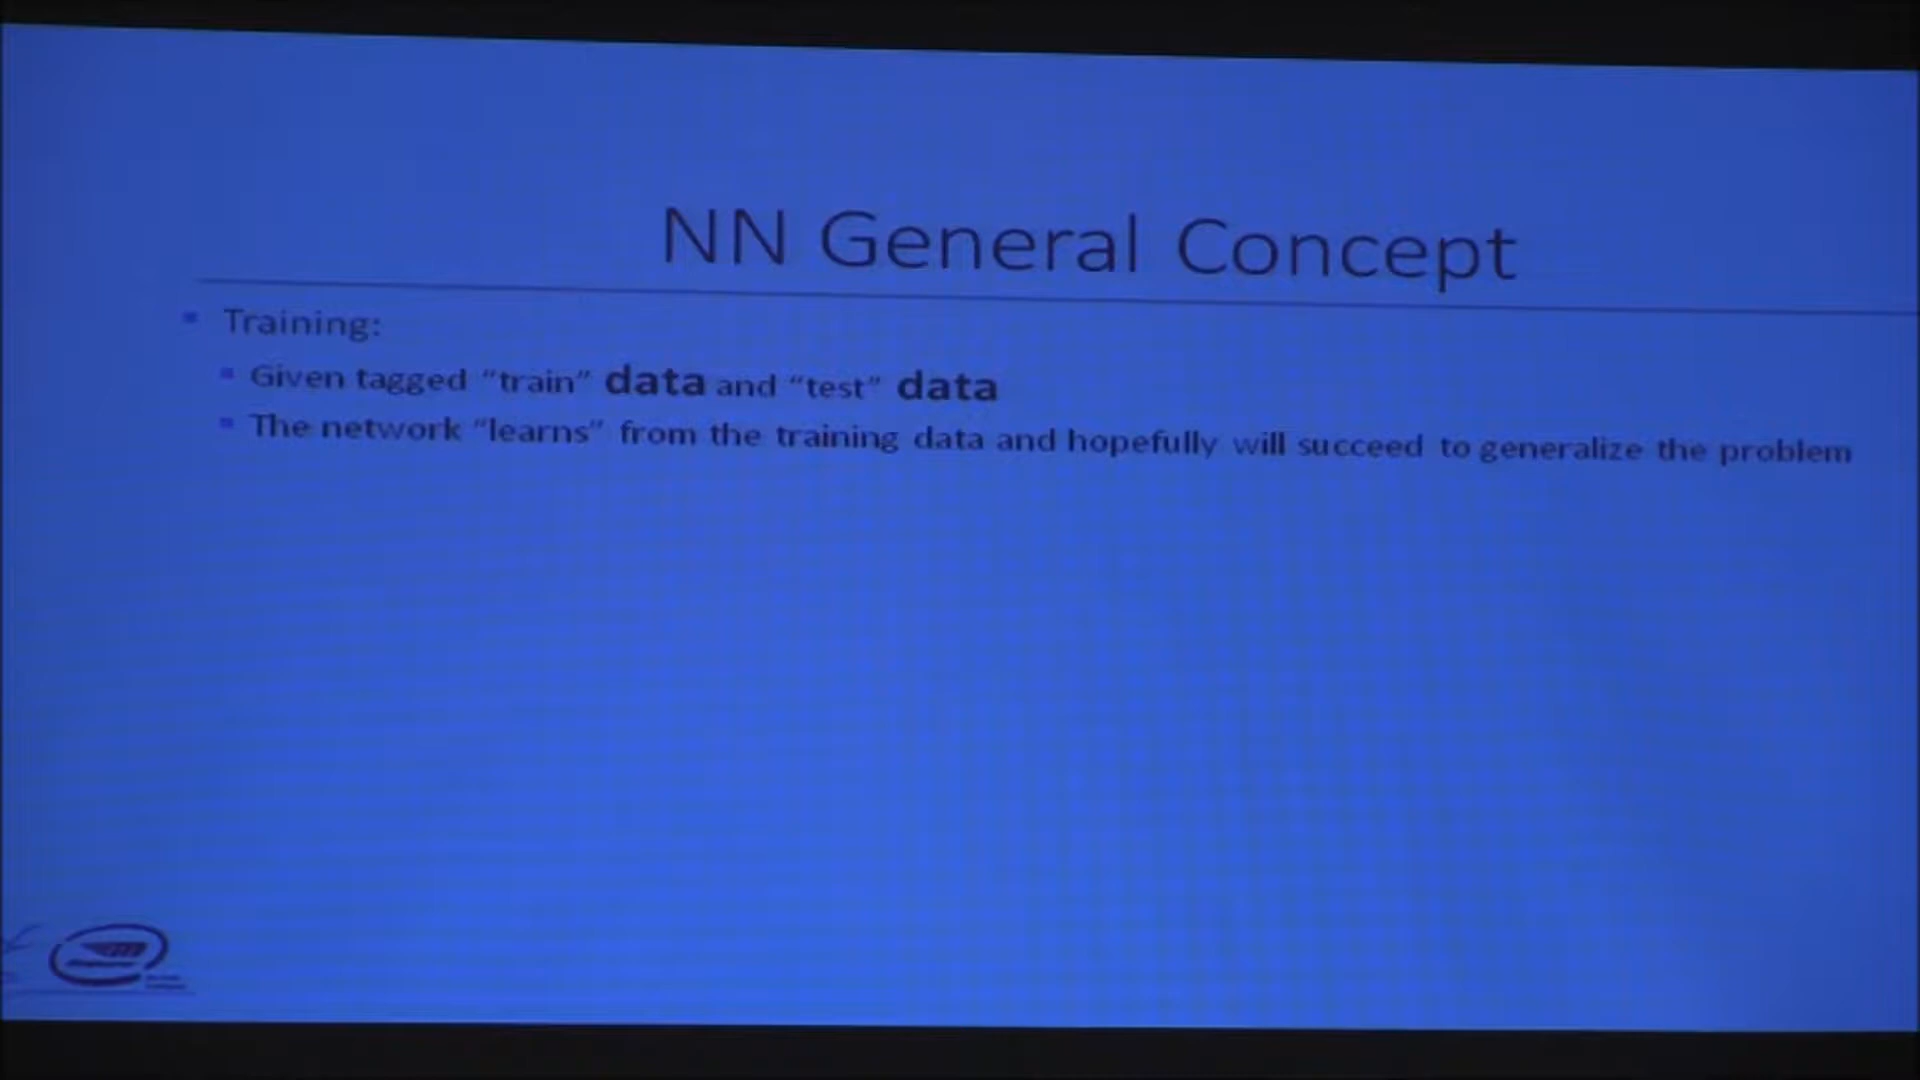 NN General Concept
Training:
Given tagged “train” data and “test” data
The network “learns” from the training data and hopefully will succeed to generalize the problem